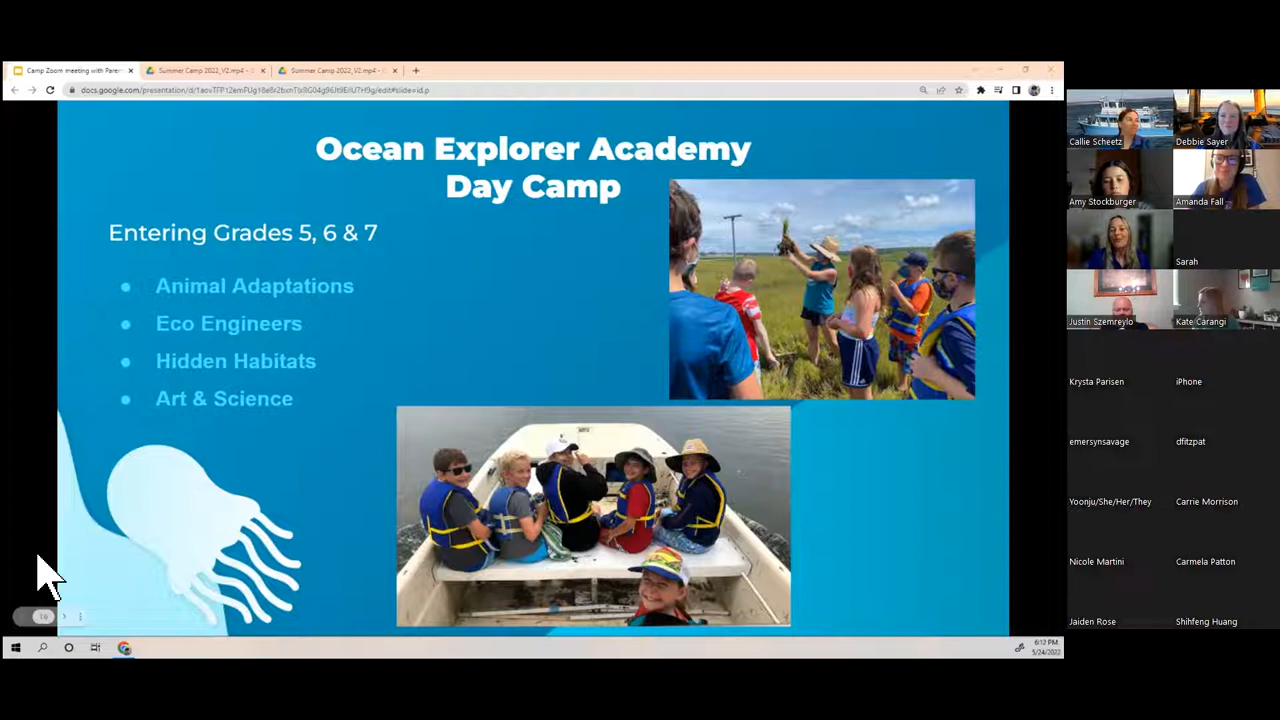 Camp Zoom meeting with Paren
Summer Camp 2022_V2.mp4 - G
Summer Camp 2022_V2.mp4 - G
Ocean Explorer Academy
Day Camp
Entering Grades 5, 6 & 7
Animal Adaptations
Eco Engineers
Hidden Habitats
Art & Science
16
6:12 PM
5/24/2022
Callie Scheetz
Debbie Sayer
Amy Stockburger
Amanda Fall
Sarah
Justin Szemreylo
Kate Carangi
Krysta Parisen
iPhone
emersynsavage
dfitzpat
Yoonju/She/Her/They
Carrie Morrison
Nicole Martini
Carmela Patton
Jaiden Rose
Shihfeng Huang